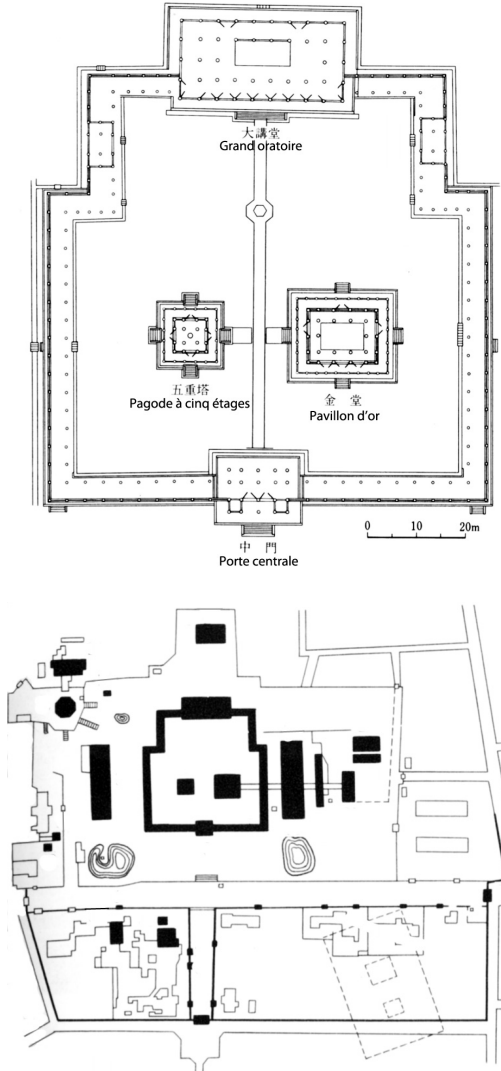 大講堂
Grand oratoire
五重塔
Pagode à cinq étages
金 堂
Pavillon d'or
0 10 20m
中 門
Porte centrale